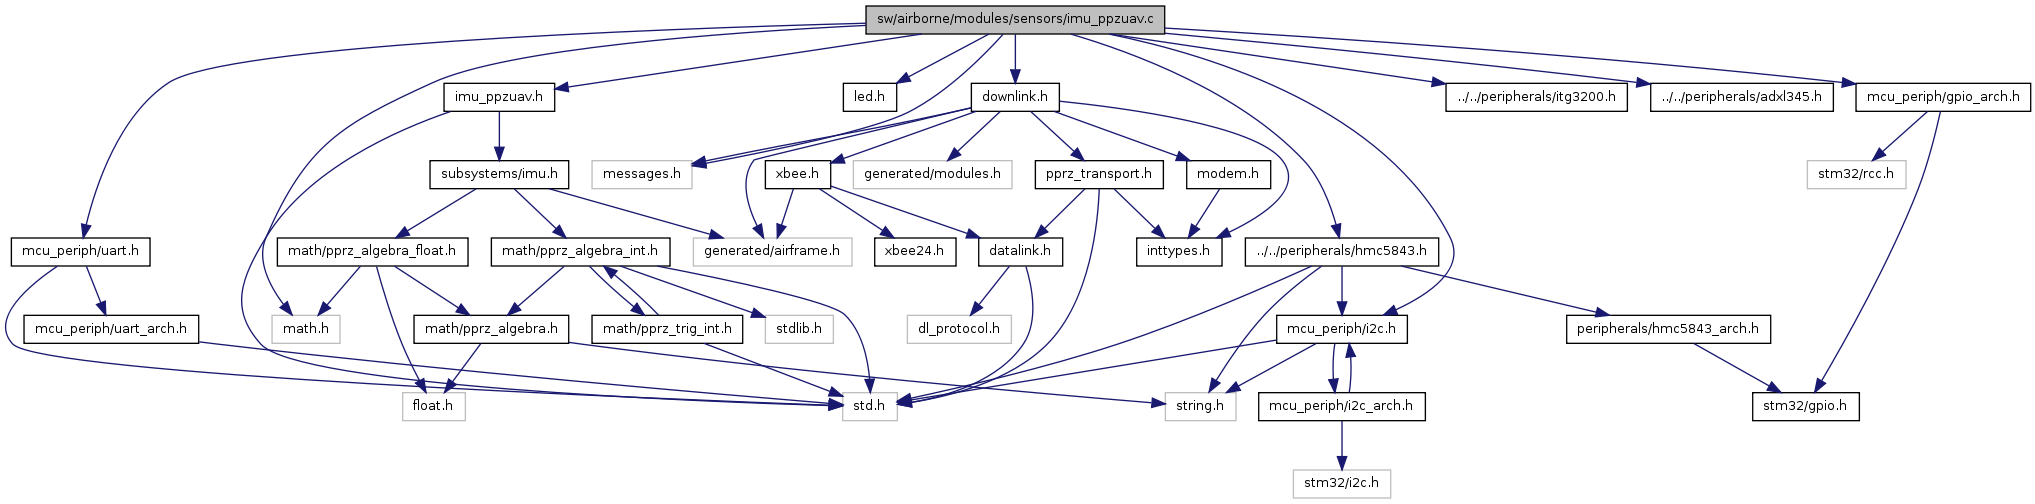 sw/airborne/modules/sensors/imu_ppzuav.c
imu_ppzuav.h
led.h
downlink.h
../../peripherals/itg3200.h
../../peripherals/adxl345.h
mcu_periph/gpio_arch.h
subsystems/imu.h
messages.h
xbee.h
generated/modules.h
pprz_transport.h
modem.h
stm32/rcc.h
mcu_periph/uart.h
math/pprz_algebra_float.h
math/pprz_algebra_int.h
generated/airframe.h
xbee24.h
datalink.h
inttypes.h
../../peripherals/hmc5843.h
mcu_periph/uart_arch.h
math.h
math/pprz_algebra.h
math/pprz_trig_int.h
stdlib.h
dl_protocol.h
mcu_periph/i2c.h
peripherals/hmc5843_arch.h
float.h
std.h
string.h
mcu_periph/i2c_arch.h
stm32/gpio.h
stm32/i2c.h